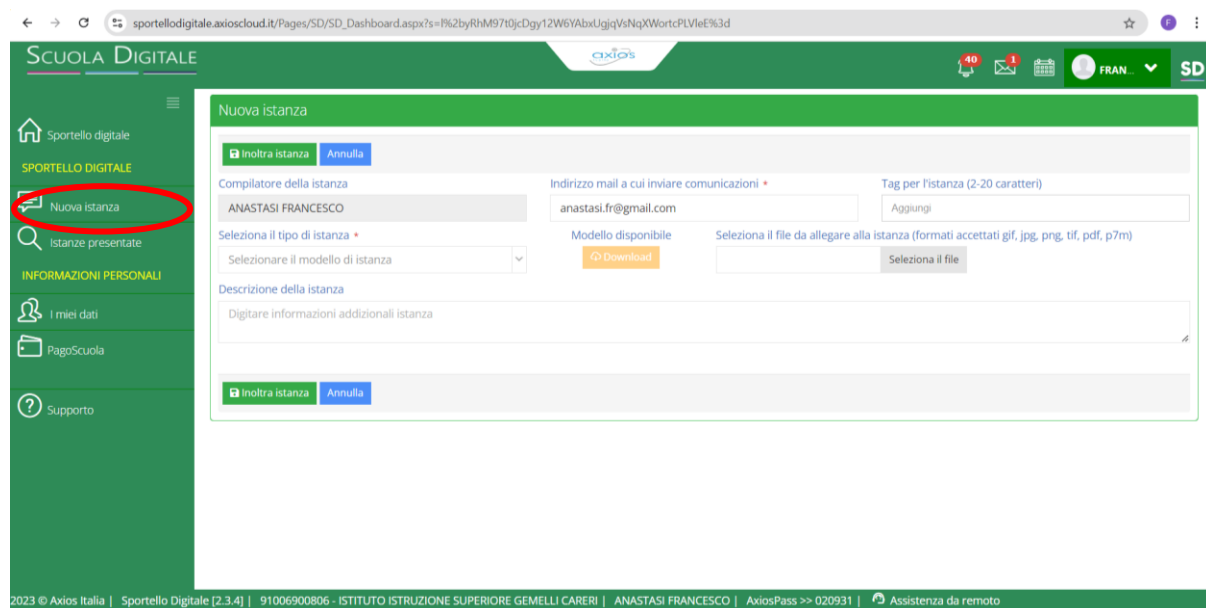 sportellodigitale.axioscloud.it/Pages/SD/SD_Dashboard.aspx?s=l%2byRhM97t0jcDgy12W6YAbxUgjqVsNqXWortcPLVleE%3d
F
SCUOLA DIGITALE
axios
40
1
FRAN...
SD
Sportello digitale
SPORTELLO DIGITALE
Nuova istanza
Istanze presentate
INFORMAZIONI PERSONALI
I miei dati
PagoScuola
Supporto
Nuova istanza
Inoltra istanza Annulla
Compilatore della istanza
Indirizzo mail a cui inviare comunicazioni *
Tag per l'istanza (2-20 caratteri)
ANASTASI FRANCESCO
anastasi.fr@gmail.com
Aggiungi
Seleziona il tipo di istanza *
Modello disponibile
Seleziona il file da allegare alla istanza (formati accettati gif, jpg, png, tif, pdf, p7m)
Selezionare il modello di istanza
Download
Seleziona il file
Descrizione della istanza
Digitare informazioni addizionali istanza
Inoltra istanza Annulla
2023 © Axios Italia | Sportello Digitale [2.3.4] | 91006900806 - ISTITUTO ISTRUZIONE SUPERIORE GEMELLI CARERI | ANASTASI FRANCESCO | AxiosPass >> 020931 | Assistenza da remoto